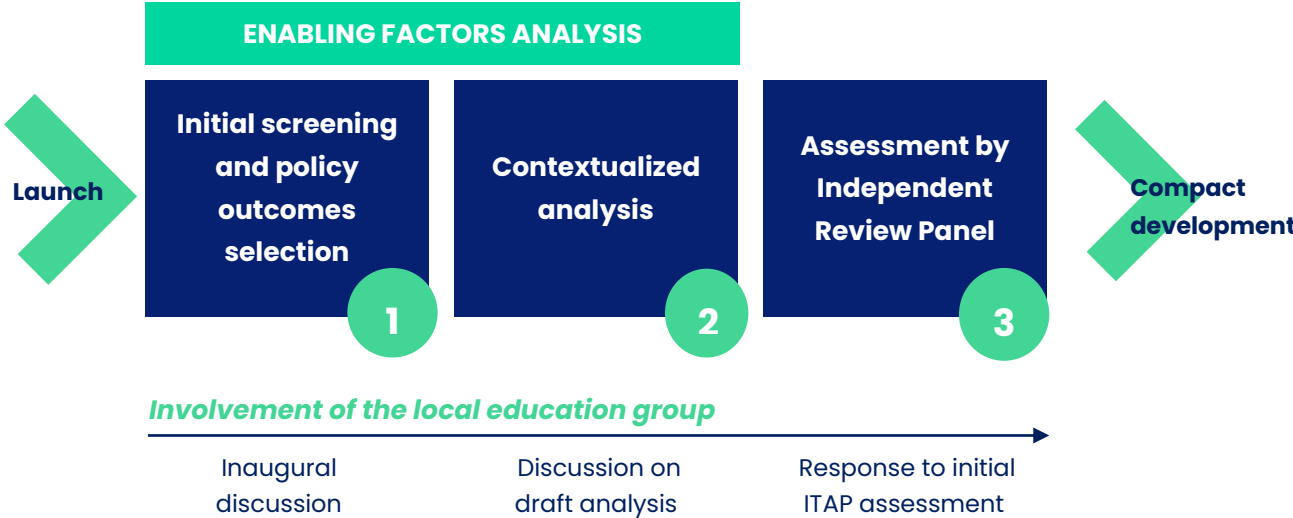 ENABLING FACTORS ANALYSIS
Launch
Initial screening
and policy
outcomes
selection
1
Contextualized
analysis
2
Assessment by
Independent
Review Panel
3
Compact
development
Involvement of the local education group
Inaugural
discussion
Discussion on
draft analysis
Response to initial
ITAP assessment